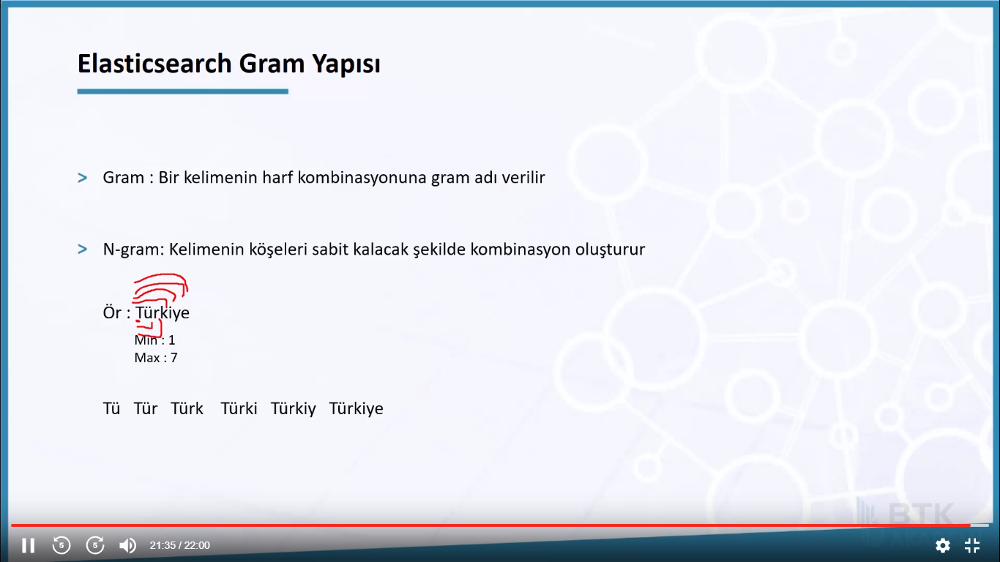 Elasticsearch Gram Yapısı
> Gram : Bir kelimenin harf kombinasyonuna gram adı verilir
> N-gram: Kelimenin köşeleri sabit kalacak şekilde kombinasyon oluşturur
Ör : Türkiye
Min : 1
Max : 7
Tü Tür Türk Türki Türkiy Türkiye
BTK
AKADEMİ
5 5 21:35 / 22:00